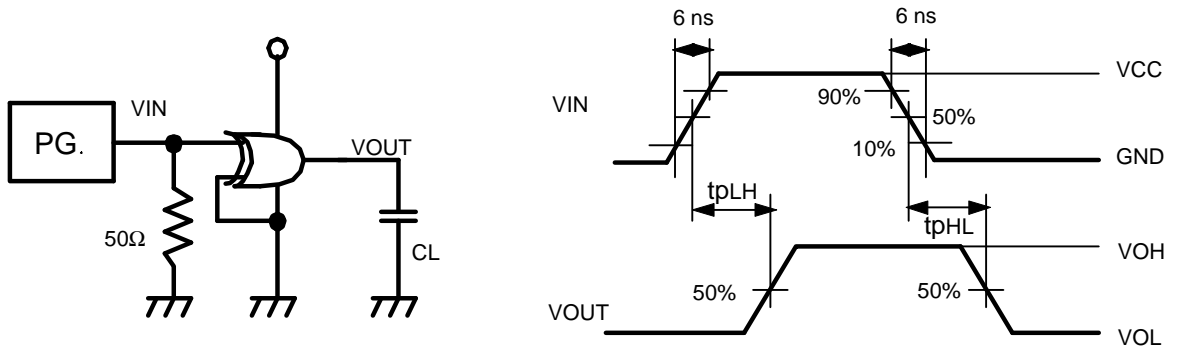 PG.
VIN
VOUT
50Ω
CL
6 ns
6 ns
VIN
VCC
90%
50%
10%
GND
tpLH
tpHL
VOH
50%
50%
VOUT
VOL